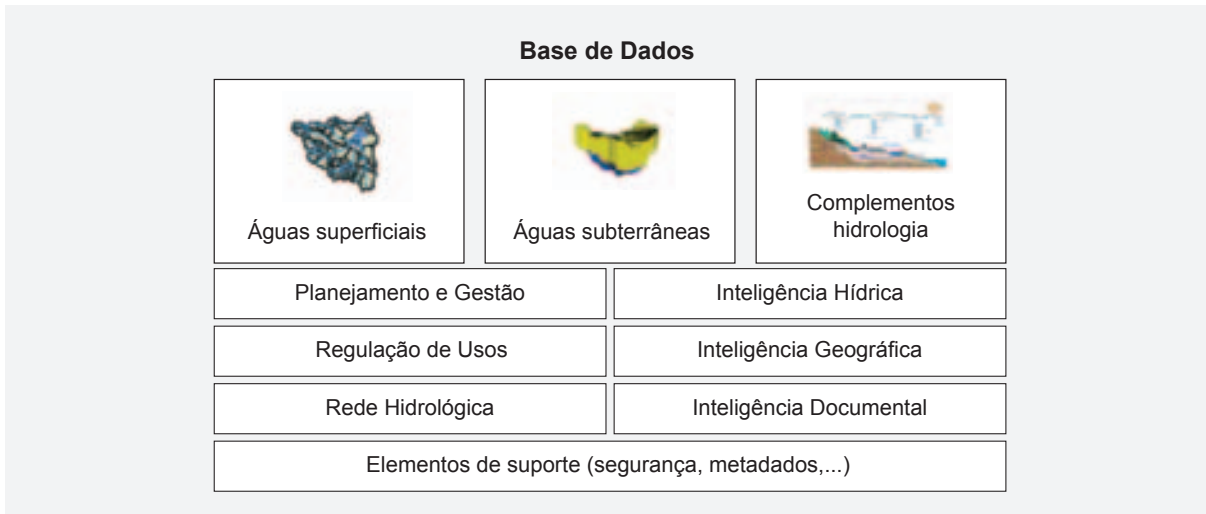 Base de Dados
Águas superficiais
Águas subterrâneas
Complementos
hidrologia
Planejamento e Gestão
Inteligência Hídrica
Regulação de Usos
Inteligência Geográfica
Rede Hidrológica
Inteligência Documental
Elementos de suporte (segurança, metadados,...)